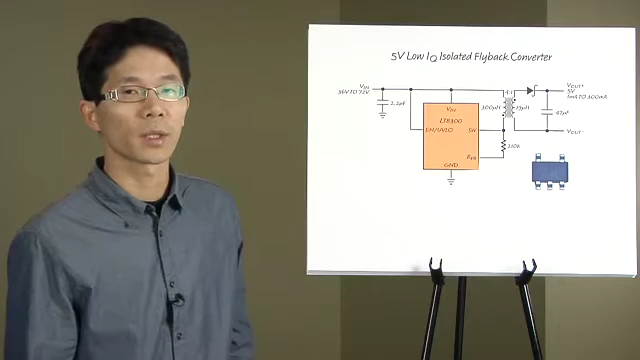 5V Low IQ Isolated Flyback Converter
VIN
36V TO 72V
2.2µF
VIN
LT8300
EN/UVLO
SW
RFB
GND
4:1
300µH
19µH
210k
VOUT+
5V
1mA TO 300mA
47µF
VOUT−